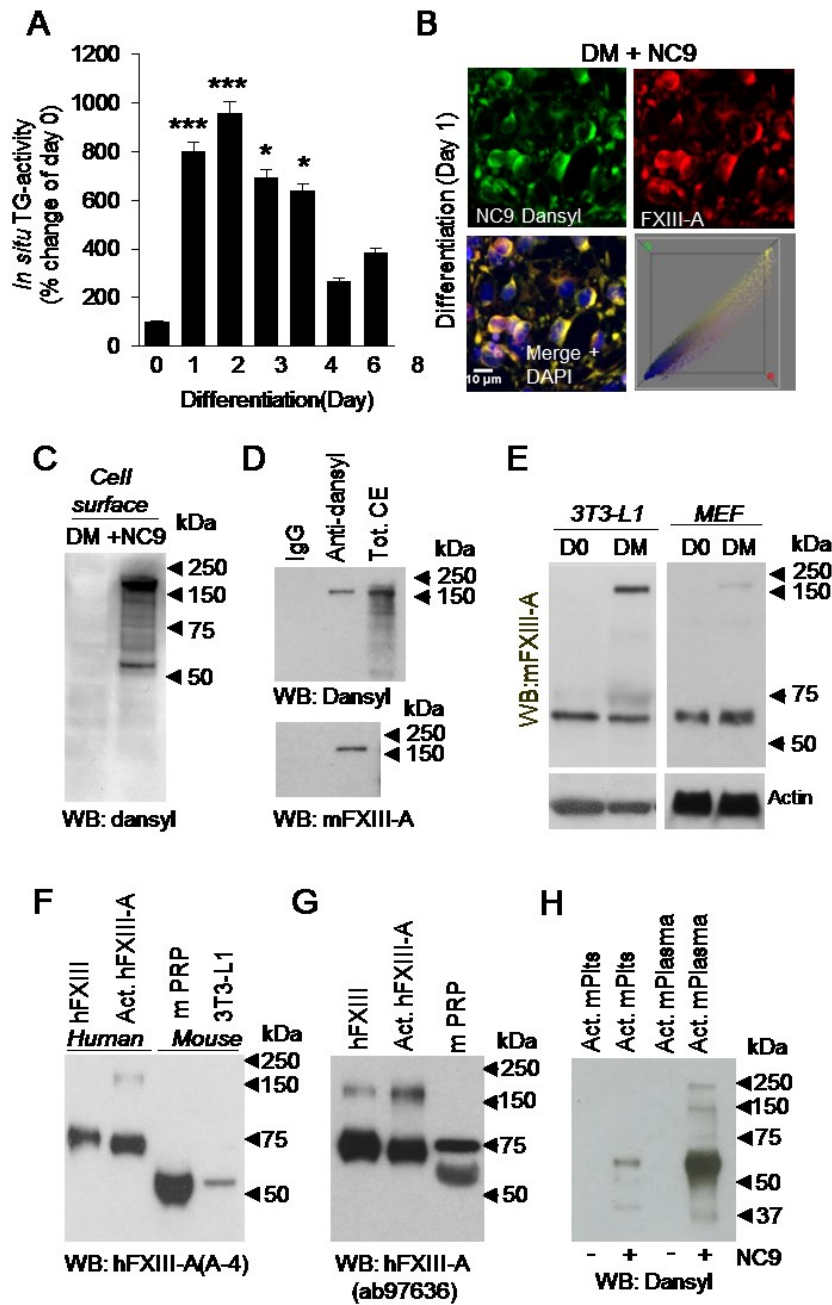 A
In situ TG-activity
(% change of day 0)
1200
1000
800
600
400
200
0
***
***
*
*
0 1 2 3 4 6 8
Differentiation(Day)
B
DM + NC9
Differentiation (Day 1)
NC9 Dansyl
FXIII-A
Merge +
DAPI
10 µm
C
Cell
surface
DM +NC9
kDa
250
150
75
50
WB: dansyl
D
IgG
Anti-dansyl
Tot. CE
kDa
250
150
WB: Dansyl
kDa
250
150
WB: mFXIII-A
E
3T3-L1 MEF
D0 DM D0 DM kDa
WB:mFXIII-A
250
150
75
50
Actin
F
hFXIII
Act. hFXIII-A
m PRP
3T3-L1
Human Mouse
kDa
250
150
75
50
WB: hFXIII-A(A-4)
G
hFXIII
Act. hFXIII-A
m PRP
kDa
250
150
75
50
WB: hFXIII-A
(ab97636)
H
Act. mPlts
Act. mPlts
Act. mPlasma
Act. mPlasma
kDa
250
150
75
50
37
- + - + NC9
WB: Dansyl